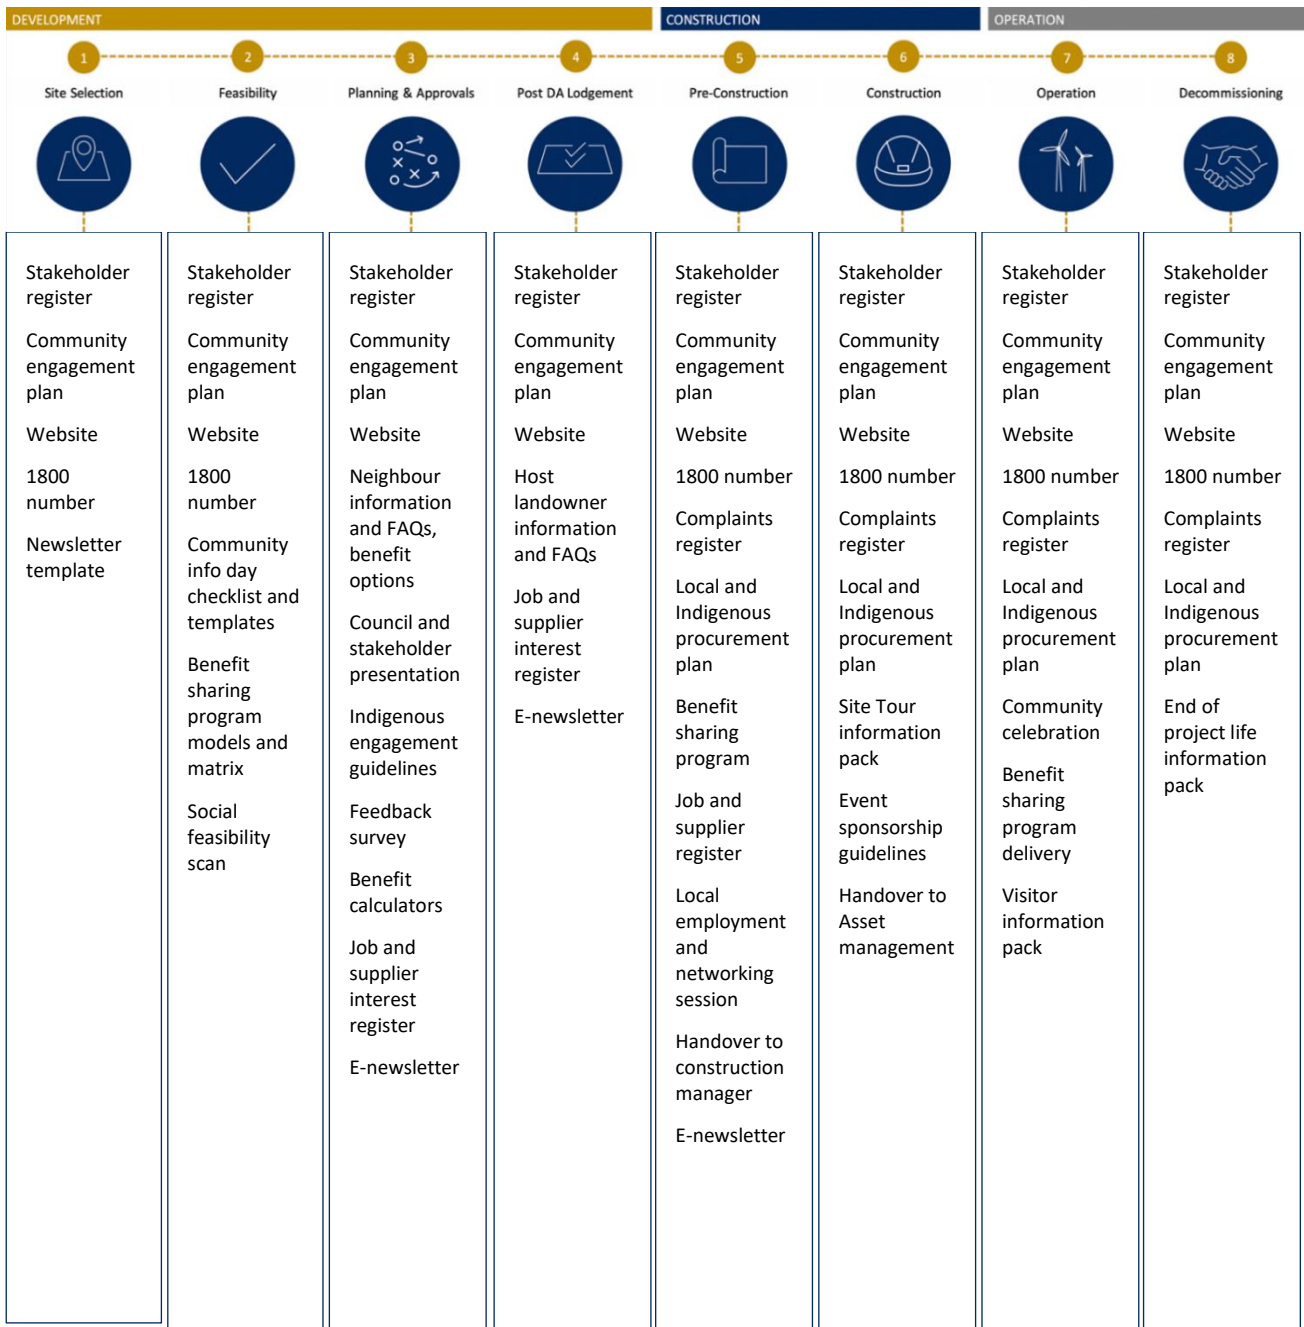 DEVELOPMENT
CONSTRUCTION
OPERATION
1
2
3
4
5
6
7
8
Site Selection
Feasibility
Planning & Approvals
Post DA Lodgement
Pre-Construction
Construction
Operation
Decommissioning
Stakeholder
register
Community
engagement
plan
Website
1800
number
Newsletter
template
Stakeholder
register
Community
engagement
plan
Website
1800
number
Community
info day
checklist and
templates
Benefit
sharing
program
models and
matrix
Social
feasibility
scan
Stakeholder
register
Community
engagement
plan
Website
Neighbour
information
and FAQs,
benefit
options
Council and
stakeholder
presentation
Indigenous
engagement
guidelines
Feedback
survey
Benefit
calculators
Job and
supplier
interest
register
E-newsletter
Stakeholder
register
Community
engagement
plan
Website
Host
landowner
information
and FAQs
Job and
supplier
interest
register
E-newsletter
Stakeholder
register
Community
engagement
plan
Website
1800 number
Complaints
register
Local and
Indigenous
procurement
plan
Benefit
sharing
program
Job and
supplier
register
Local
employment
and
networking
session
Handover to
construction
manager
E-newsletter
Stakeholder
register
Community
engagement
plan
Website
1800 number
Complaints
register
Local and
Indigenous
procurement
plan
Site Tour
information
pack
Event
sponsorship
guidelines
Handover to
Asset
management
Stakeholder
register
Community
engagement
plan
Website
1800 number
Complaints
register
Local and
Indigenous
procurement
plan
Community
celebration
Benefit
sharing
program
delivery
Visitor
information
pack
Stakeholder
register
Community
engagement
plan
Website
1800 number
Complaints
register
Local and
Indigenous
procurement
plan
End of
project life
information
pack